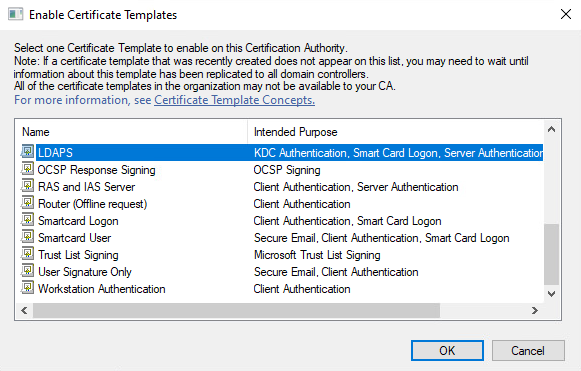 Enable Certificate Templates
Select one Certificate Template to enable on this Certification Authority.
Note: If a certificate template that was recently created does not appear on this list, you may need to wait until
information about this template has been replicated to all domain controllers.
All of the certificate templates in the organization may not be available to your CA.
For more information, see Certificate Template Concepts.
Name Intended Purpose
LDAPS KDC Authentication, Smart Card Logon, Server Authentication
OCSP Response Signing OCSP Signing
RAS and IAS Server Client Authentication, Server Authentication
Router (Offline request) Client Authentication
Smartcard Logon Client Authentication, Smart Card Logon
Smartcard User Secure Email, Client Authentication, Smart Card Logon
Trust List Signing Microsoft Trust List Signing
User Signature Only Secure Email, Client Authentication
Workstation Authentication Client Authentication
OK Cancel